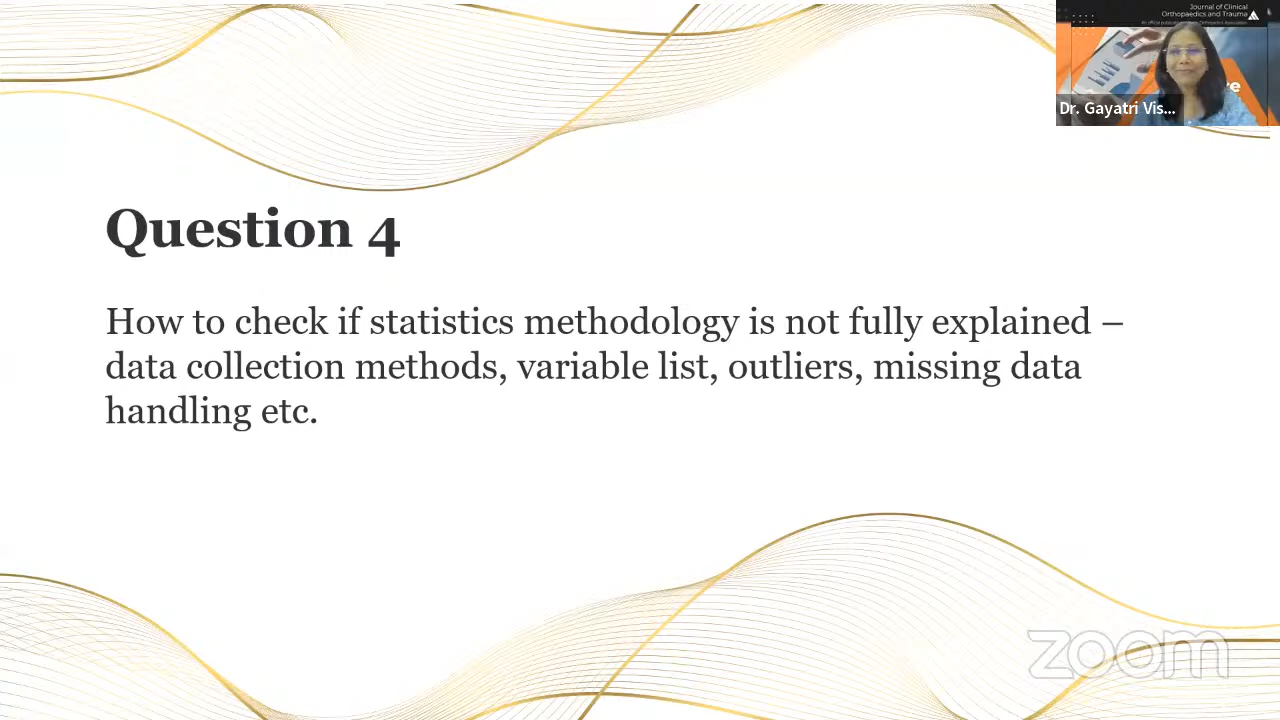 Journal of Clinical
Orthopaedics and Trauma
Dr. Gayatri Vis...
Question 4
How to check if statistics methodology is not fully explained –
data collection methods, variable list, outliers, missing data
handling etc.
zoom